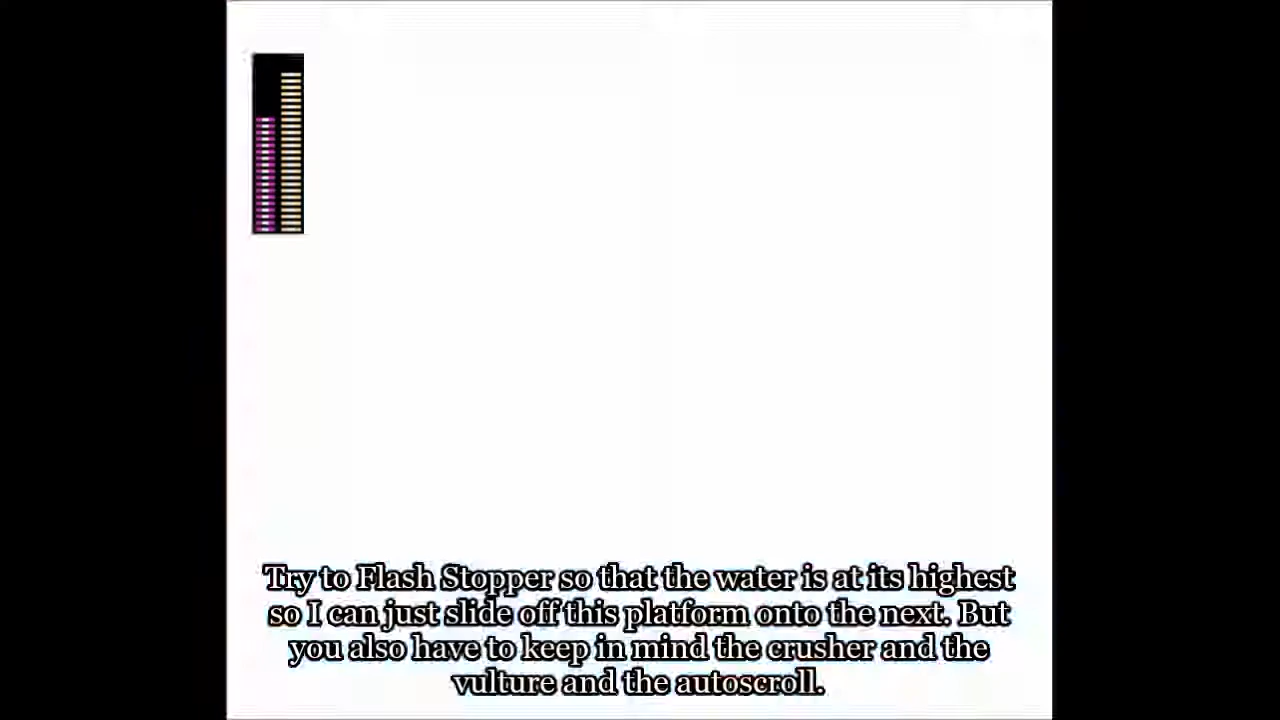 Try to Flash Stopper so that the water is at its highest
so I can just slide off this platform onto the next. But
you also have to keep in mind the crusher and the
vulture and the autoscroll.